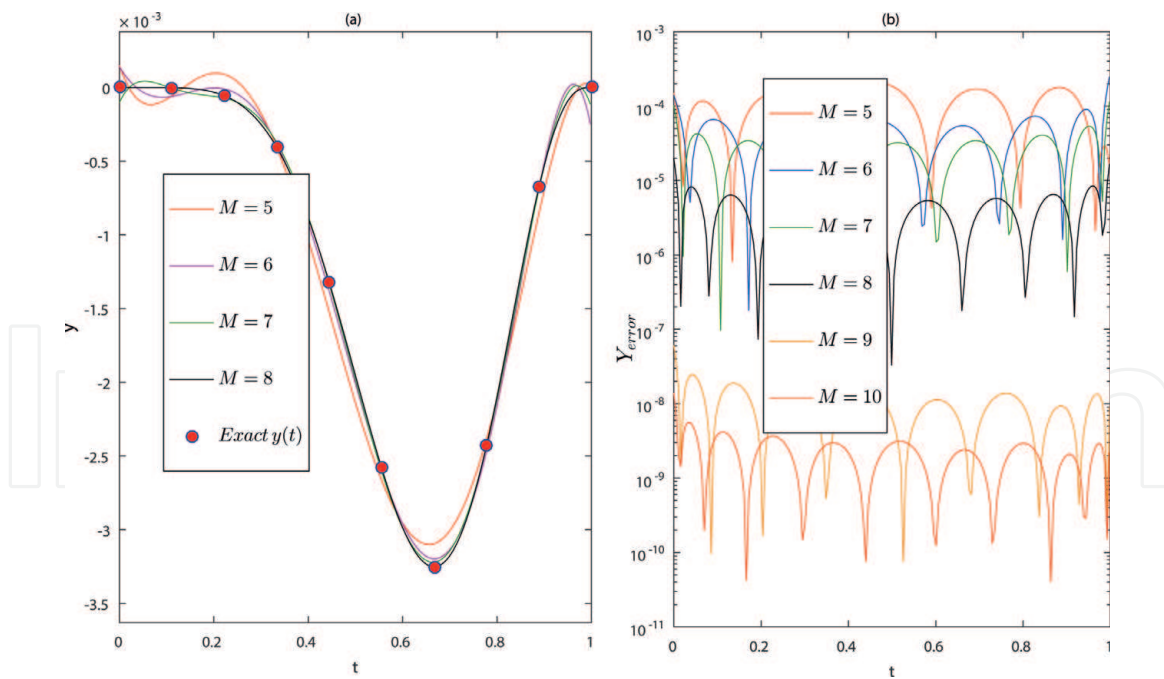 (a)
× 10⁻³
0
-0.5
-1
-1.5
-2
-2.5
-3
-3.5
y
M = 5
M = 6
M = 7
M = 8
Exact y(t)
0
0.2
0.4
0.6
0.8
1
t
(b)
10⁻³
10⁻⁴
10⁻⁵
10⁻⁶
10⁻⁷
10⁻⁸
10⁻⁹
10⁻¹⁰
10⁻¹¹
Y_error
M = 5
M = 6
M = 7
M = 8
M = 9
M = 10
0
0.2
0.4
0.6
0.8
1
t